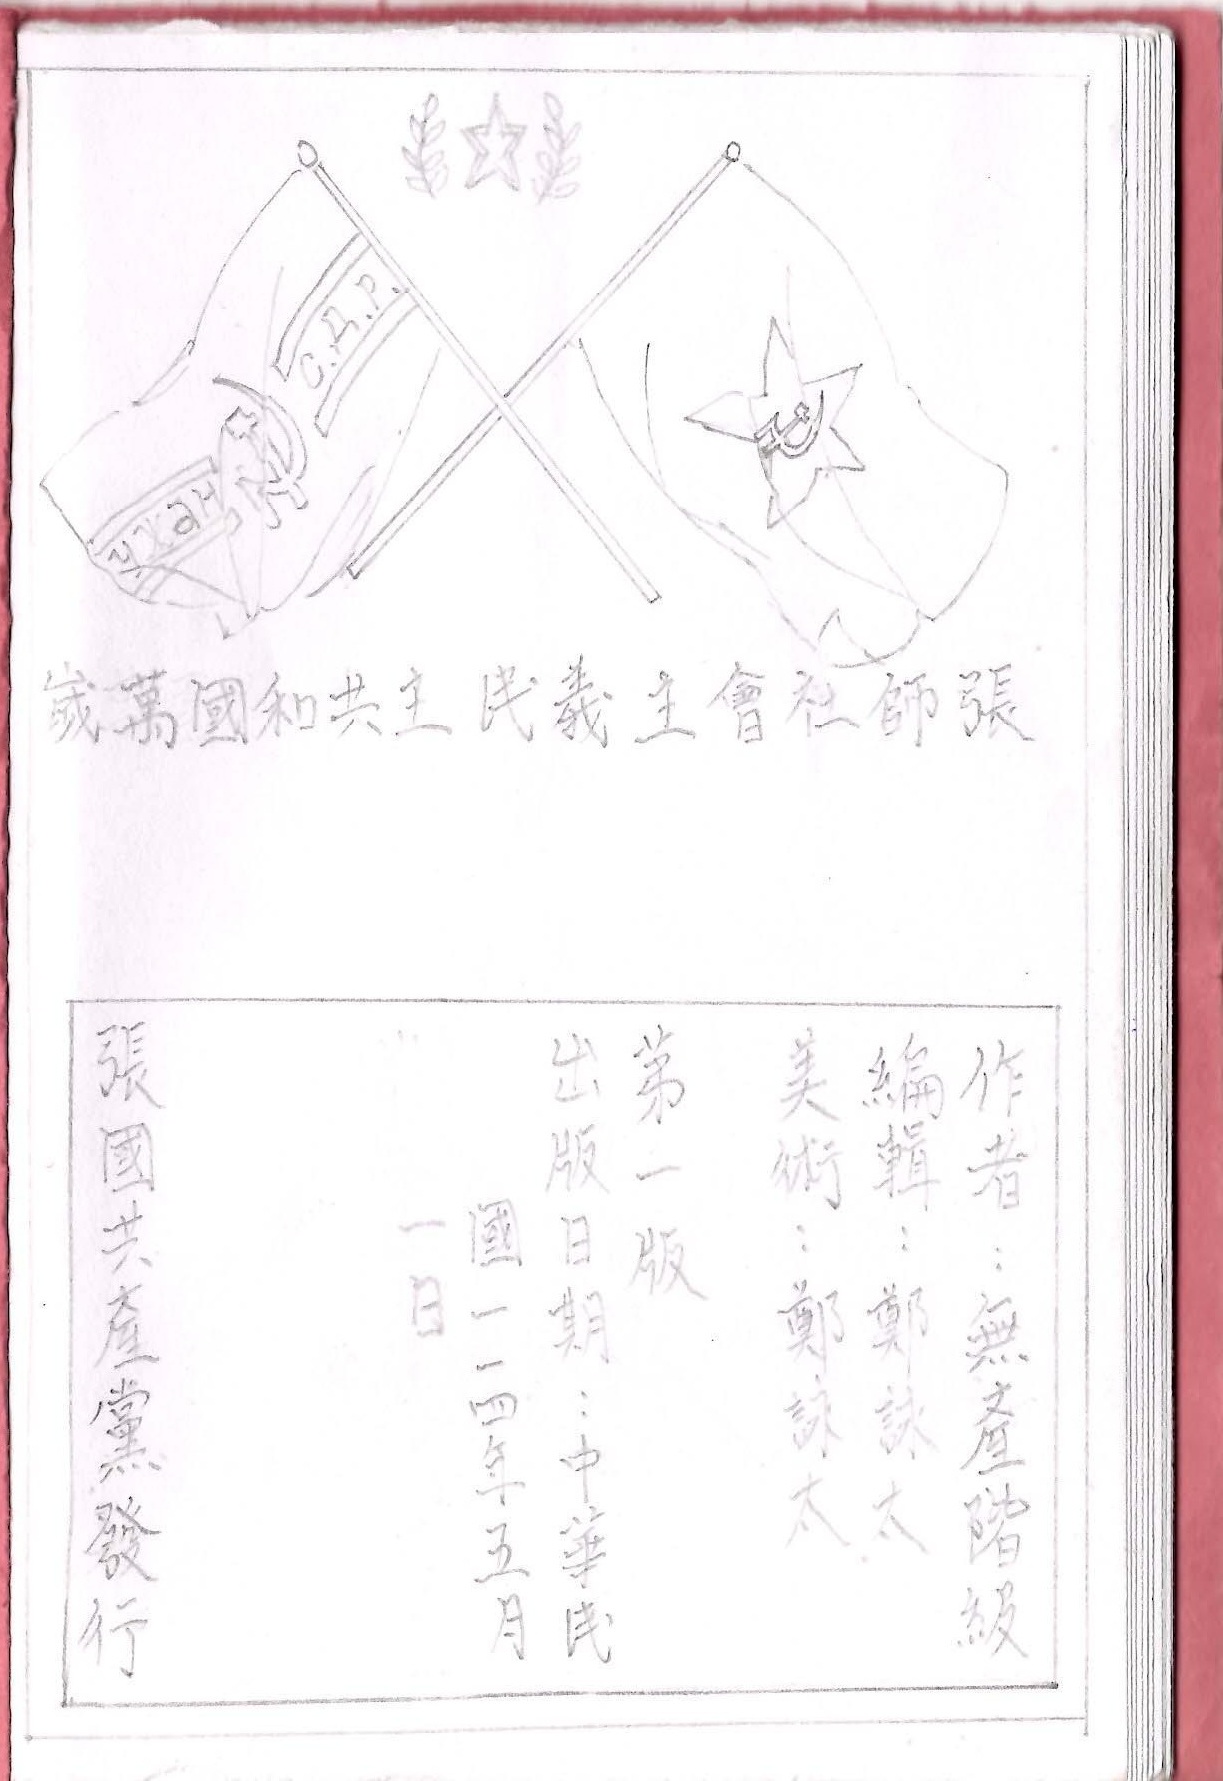 С.Д.Р.
Чжан
張師社會主義民主共和國萬歲
作者：無產階級
編輯：鄭詠太
美術：鄭詠太
第一版
出版日期：中華民
國一一四年五月
一日
張國共產黨發行